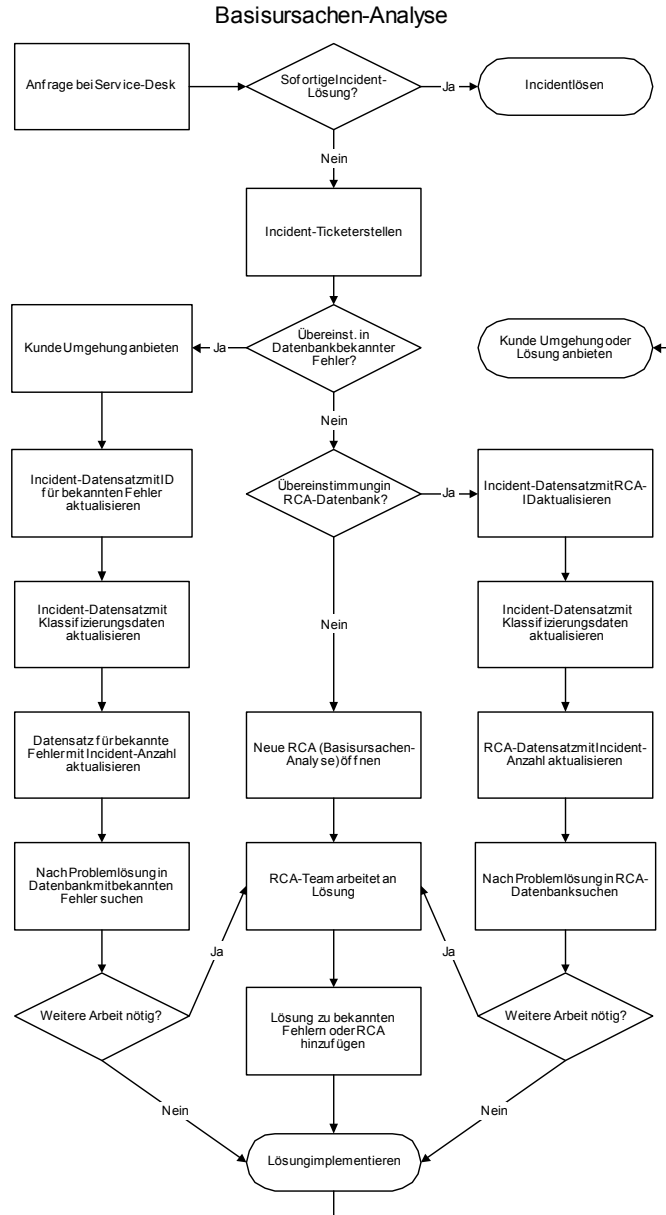 Basisursachen-Analyse
Anfrage bei Service-Desk
Sofortige Incident-
Lösung?
Ja
Incident lösen
Nein
Incident-Ticket erstellen
Kunde Umgehung anbieten
Ja
Übereinst. in
Datenbank bekannter
Fehler?
Kunde Umgehung oder
Lösung anbieten
Nein
Incident-Datensatz mit ID
für bekannten Fehler
aktualisieren
Übereinstimmung in
RCA-Datenbank?
Ja
Incident-Datensatz mit RCA-
ID aktualisieren
Incident-Datensatz mit
Klassifizierungsdaten
aktualisieren
Nein
Incident-Datensatz mit
Klassifizierungsdaten
aktualisieren
Datensatz für bekannte
Fehler mit Incident-Anzahl
aktualisieren
Neue RCA (Basisursachen-
Analyse) öffnen
RCA-Datensatz mit Incident-
Anzahl aktualisieren
Nach Problemlösung in
Datenbank mit bekannten
Fehler suchen
RCA-Team arbeitet an
Lösung
Nach Problemlösung in RCA-
Datenbank suchen
Ja
Ja
Weitere Arbeit nötig?
Lösung zu bekannten
Fehlern oder RCA
hinzufügen
Weitere Arbeit nötig?
Nein
Nein
Lösung implementieren